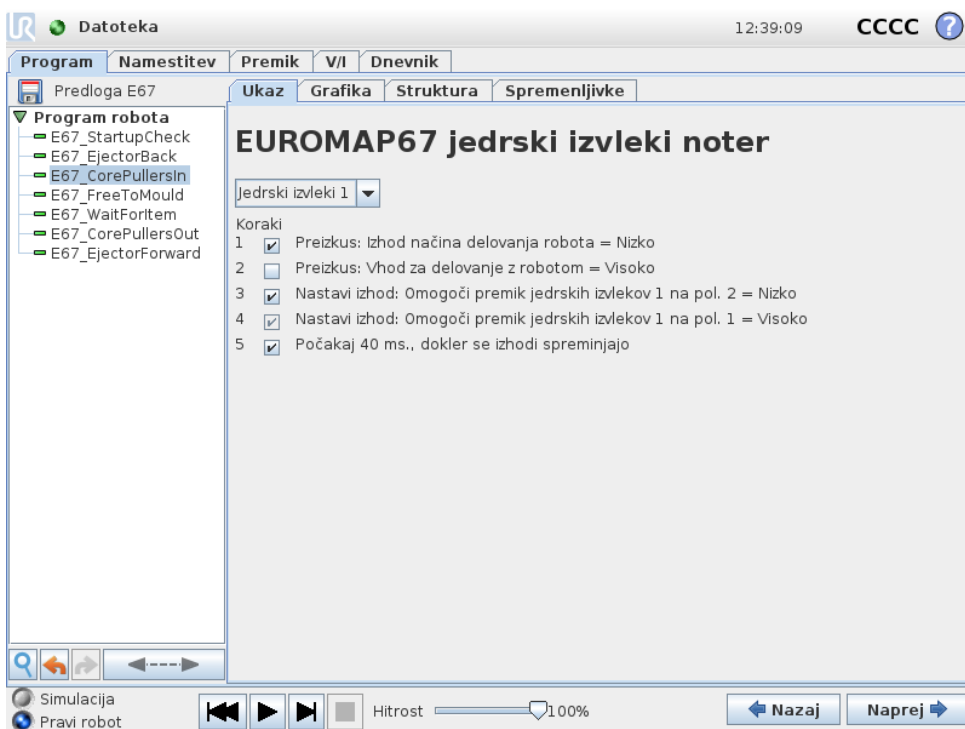 UR Datoteka 12:39:09 CCCC ?
Program Namestitev Premik V/I Dnevnik
Predloga E67
Ukaz Grafika Struktura Spremenljivke
Program robota
E67_StartupCheck
E67_EjectorBack
E67_CorePullersIn
E67_FreeToMould
E67_WaitForItem
E67_CorePullersOut
E67_EjectorForward
EUROMAP67 jedrski izvleki noter
Jedrski izvleki 1
Koraki
1 Preizkus: Izhod načina delovanja robota = Nizko
2 Preizkus: Vhod za delovanje z robotom = Visoko
3 Nastavi izhod: Omogoči premik jedrskih izvlekov 1 na pol. 2 = Nizko
4 Nastavi izhod: Omogoči premik jedrskih izvlekov 1 na pol. 1 = Visoko
5 Počakaj 40 ms., dokler se izhodi spreminjajo
Simulacija
Pravi robot
Hitrost 100%
Nazaj Naprej